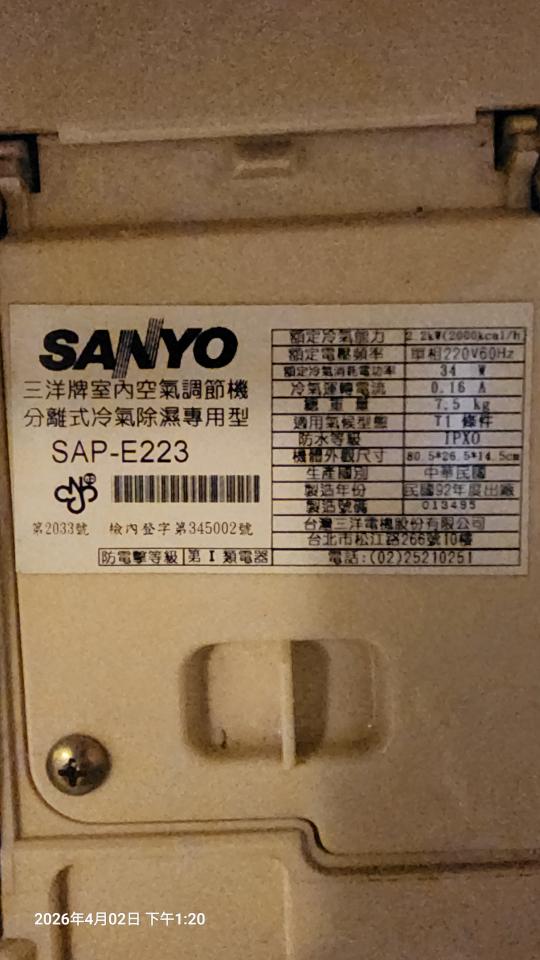 SANYO
三洋牌室內空氣調節機
分離式冷氣除濕專用型
SAP-E223
第2033號 檢內登字第345002號
防電擊等級 第 I 類電器
額定冷氣能力 2.2kW(2000kcal/h)
額定電壓頻率 單相220V60Hz
額定冷氣消耗電功率 34 W
冷氣運轉電流 0.16 A
總重量 7.5 kg
適用氣候型態 T1 條件
防水等級 IPX0
機體外觀尺寸 80.5*26.5*14.5cm
生產國別 中華民國
製造年份 民國92年度出廠
製造號碼 013495
台灣三洋電機股份有限公司
台北市松江路266號10樓
電話:(02)25210251
2026年4月02日 下午1:20